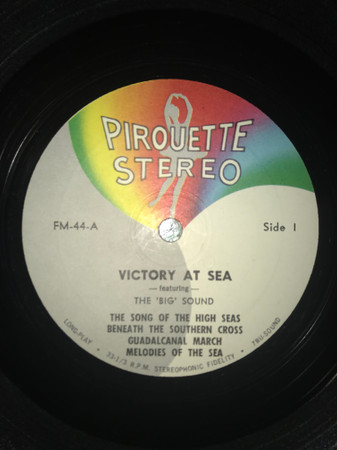 PIROUETTE
STEREO
FM-44-A
Side 1
VICTORY AT SEA
— featuring —
THE 'BIG' SOUND
THE SONG OF THE HIGH SEAS
BENEATH THE SOUTHERN CROSS
GUADALCANAL MARCH
MELODIES OF THE SEA
LONG-PLAY • 33-1/3 R.P.M. STEREOPHONIC FIDELITY • TRU-SOUND